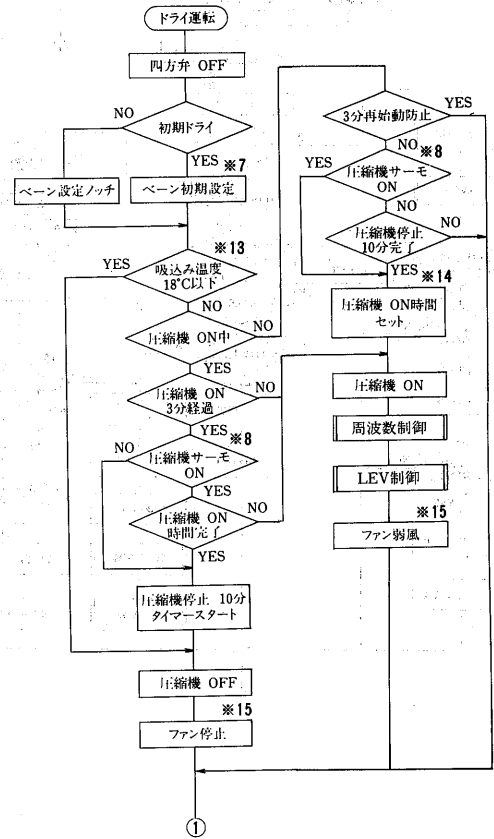 ドライ運転
四方弁 OFF
NO
初期ドライ
YES
※7
ベーン設定ノッチ
ベーン初期設定
※13
YES
吸込み温度
18℃以下
NO
圧縮機 ON中
NO
YES
圧縮機 ON
3分経過
NO
YES
※8
NO
圧縮機サーモ
ON
YES
圧縮機 ON
時間完了
NO
YES
圧縮機停止 10分
タイマースタート
圧縮機 OFF
※15
ファン停止
①
3分再始動防止
YES
NO
※8
YES
圧縮機サーモ
ON
NO
圧縮機停止
10分完了
NO
YES
※14
圧縮機 ON時間
セット
圧縮機 ON
周波数制御
LEV制御
※15
ファン弱風